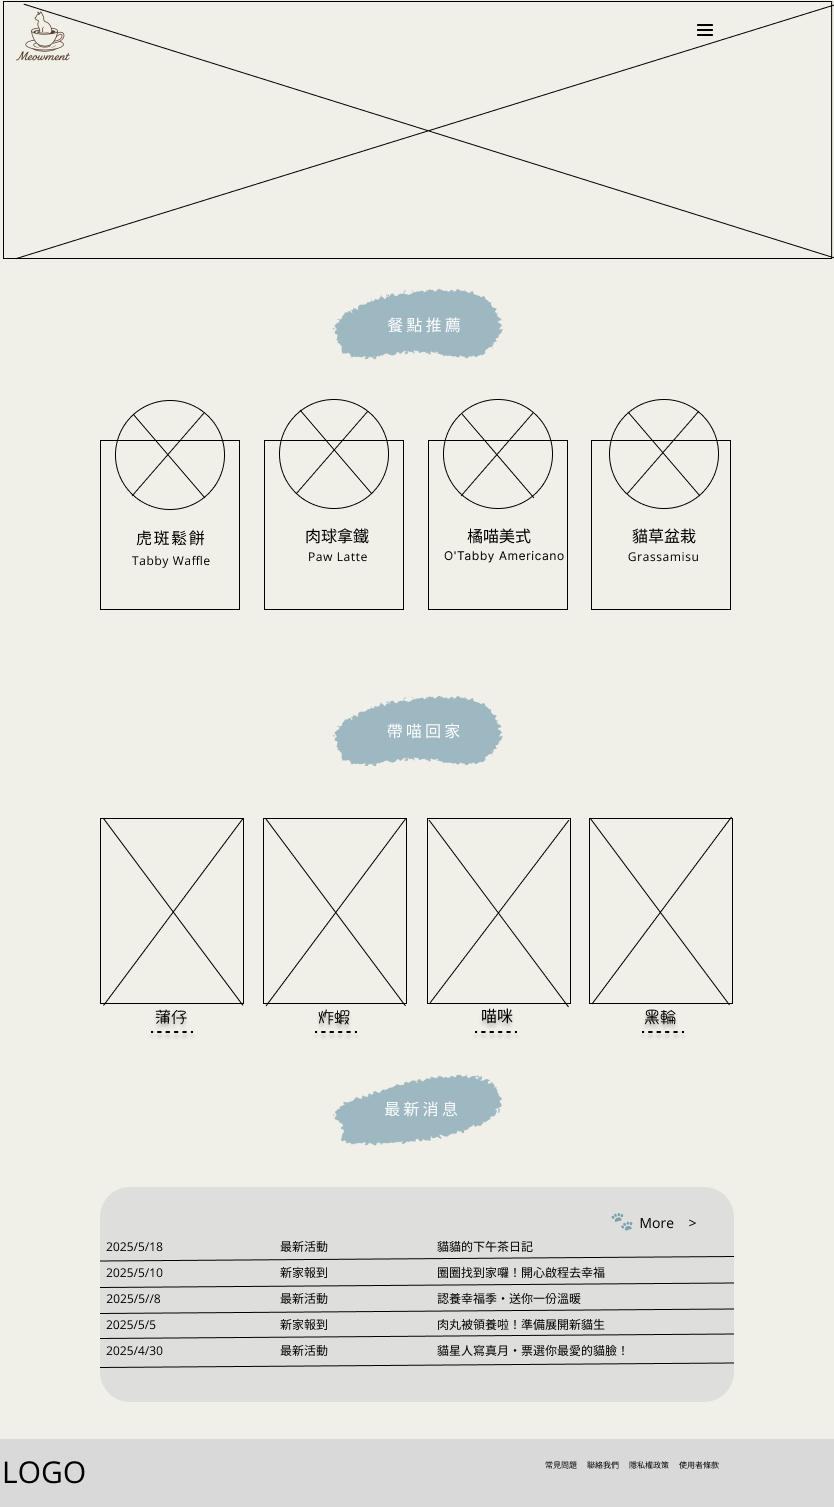 Meowment
餐點推薦
虎斑鬆餅
Tabby Waffle
肉球拿鐵
Paw Latte
橘喵美式
O'Tabby Americano
貓草盆栽
Grassamisu
帶喵回家
蒲仔
炸蝦
喵咪
黑輪
最新消息
More >
2025/5/18 最新活動 貓貓的下午茶日記
2025/5/10 新家報到 圈圈找到家囉！開心啟程去幸福
2025/5//8 最新活動 認養幸福季・送你一份溫暖
2025/5/5 新家報到 肉丸被領養啦！準備展開新貓生
2025/4/30 最新活動 貓星人寫真月・票選你最愛的貓臉！
LOGO
常見問題 聯絡我們 隱私權政策 使用者條款